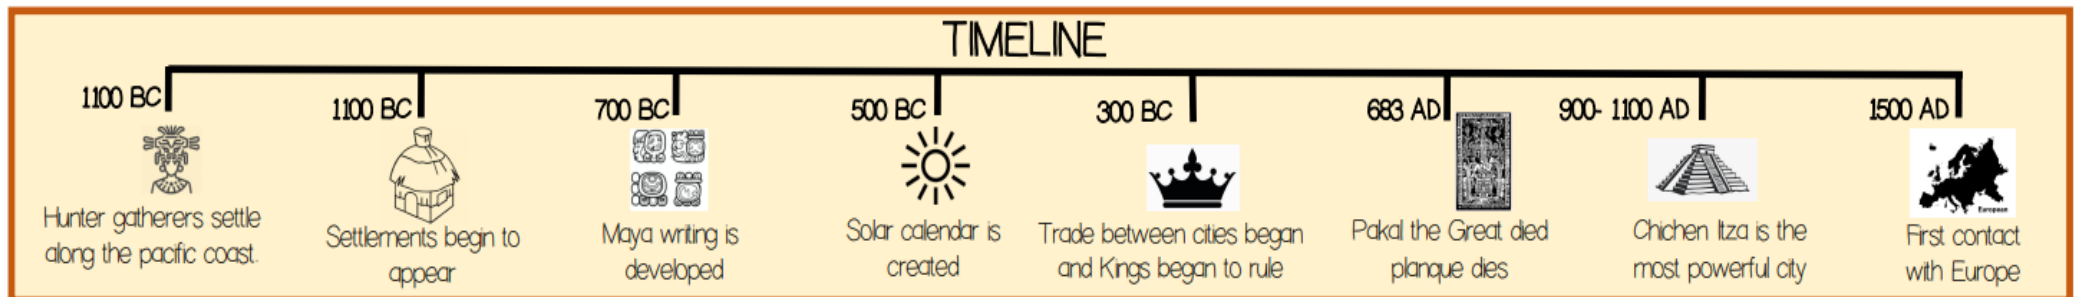 TIMELINE
1100 BC
Hunter gatherers settle
along the pacific coast.
1100 BC
Settlements begin to
appear
700 BC
Maya writing is
developed
500 BC
Solar calendar is
created
300 BC
Trade between cities began
and Kings began to rule
683 AD
Pakal the Great died
planque dies
900- 1100 AD
Chichen Itza is the
most powerful city
1500 AD
European
First contact
with Europe